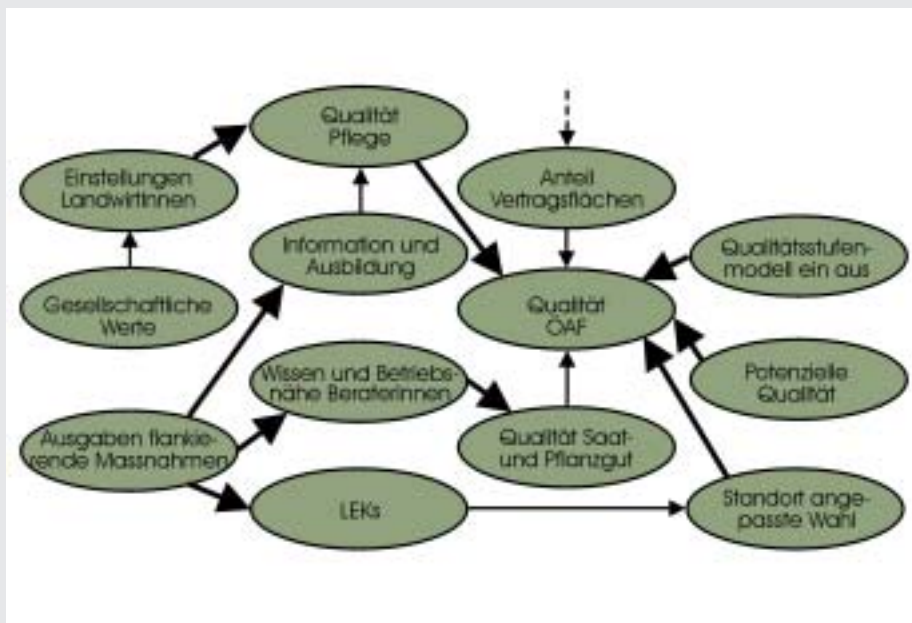 Qualität
Pflege
Einstellungen
LandwirtInnen
Anteil
Vertragsflächen
Information und
Ausbildung
Qualitätsstufen-
modell ein aus
Gesellschaftliche
Werte
Qualität
ÖAF
Wissen und Betriebs-
nähe BeraterInnen
Potenzielle
Qualität
Ausgaben flankie-
rende Massnahmen
Qualität Saat-
und Pflanzgut
LEKs
Standort ange-
passte Wahl